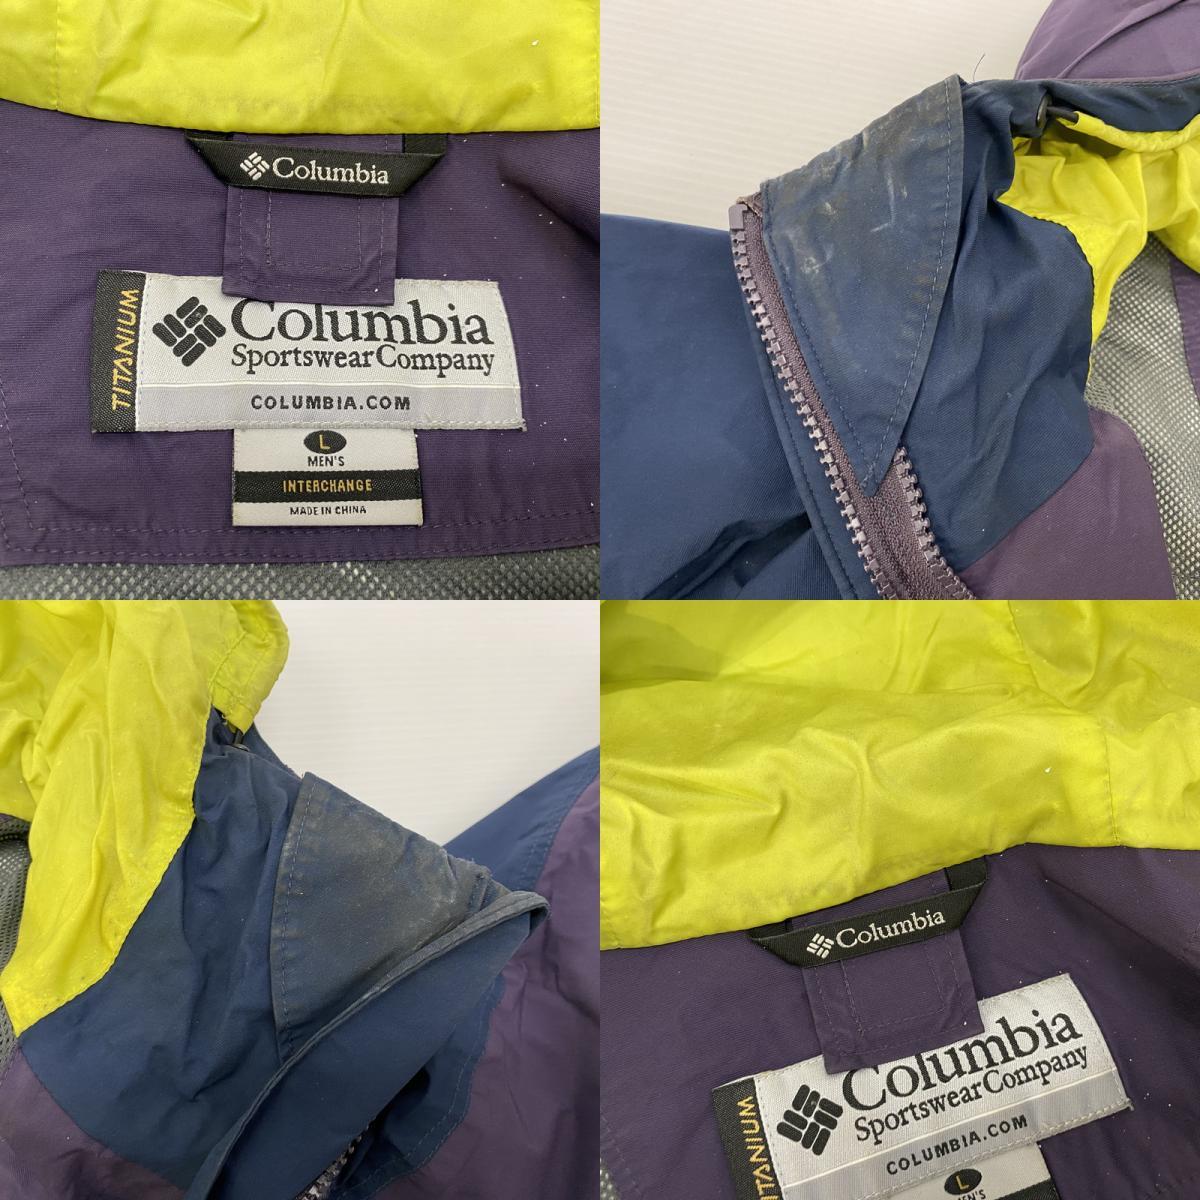 Columbia
TITANIUM
Columbia
Sportswear Company
COLUMBIA.COM
L
MEN'S
INTERCHANGE
MADE IN CHINA
Columbia
TITANIUM
Columbia
Sportswear Company
COLUMBIA.COM
L
MEN'S